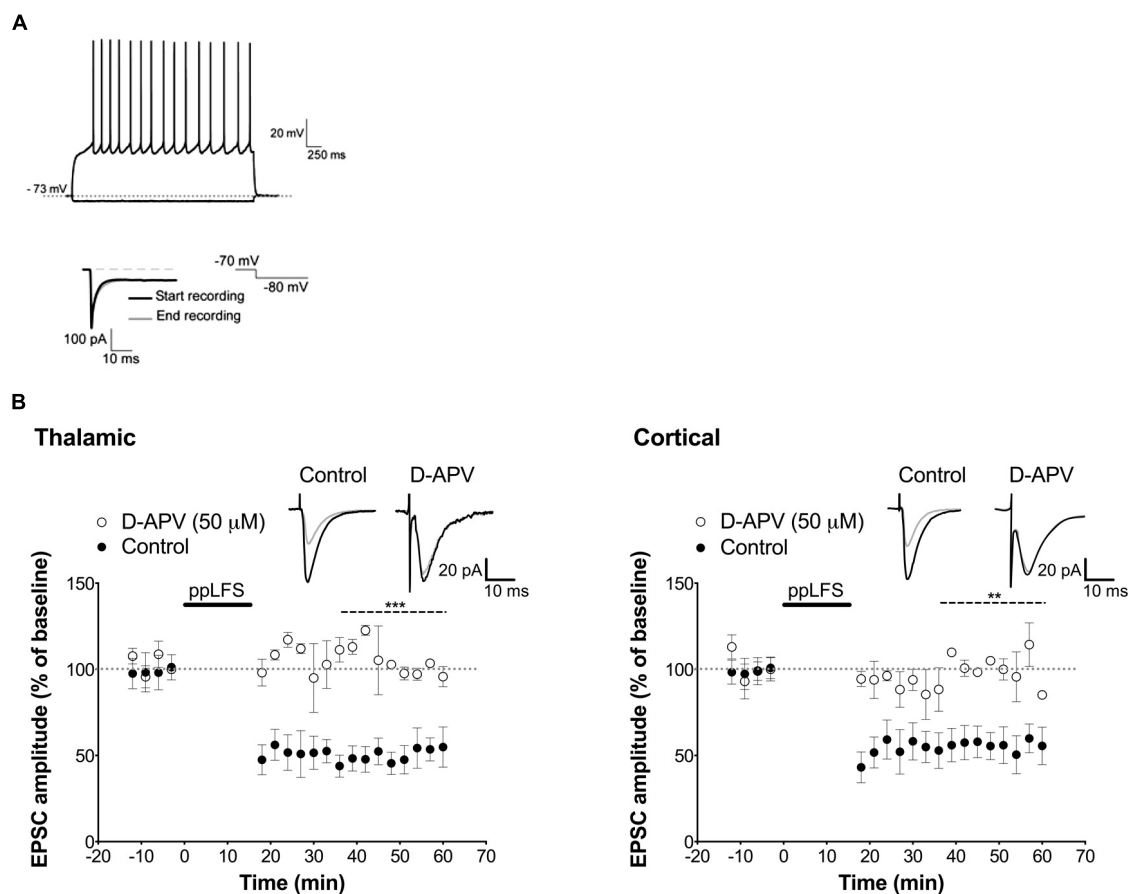 A
20 mV
250 ms
- 73 mV
-70 mV
-80 mV
Start recording
End recording
100 pA
10 ms
B
Thalamic
Control D-APV
D-APV (50 μM)
Control
20 pA
10 ms
ppLFS
***
150
100
50
0
-20 -10 0 10 20 30 40 50 60 70
EPSC amplitude (% of baseline)
Time (min)
Cortical
Control D-APV
D-APV (50 μM)
Control
20 pA
10 ms
ppLFS
**
150
100
50
0
-20 -10 0 10 20 30 40 50 60 70
EPSC amplitude (% of baseline)
Time (min)